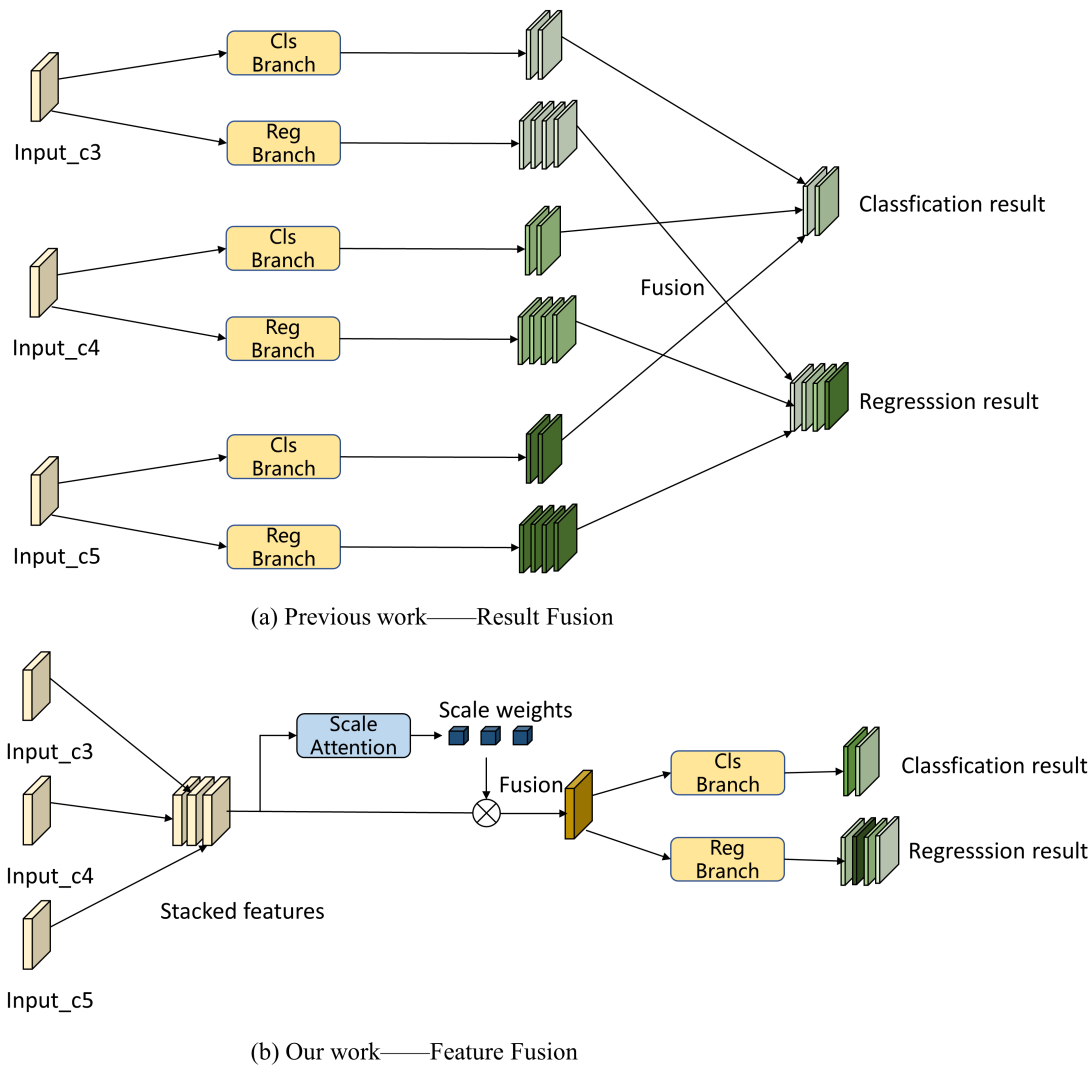 Cls
Branch
Input_c3
Reg
Branch
Classfication result
Cls
Branch
Fusion
Input_c4
Reg
Branch
Regresssion result
Cls
Branch
Input_c5
Reg
Branch
(a) Previous work——Result Fusion
Input_c3
Scale
Attention
Scale weights
Fusion
Cls
Branch
Classfication result
Input_c4
Reg
Branch
Regresssion result
Stacked features
Input_c5
(b) Our work——Feature Fusion